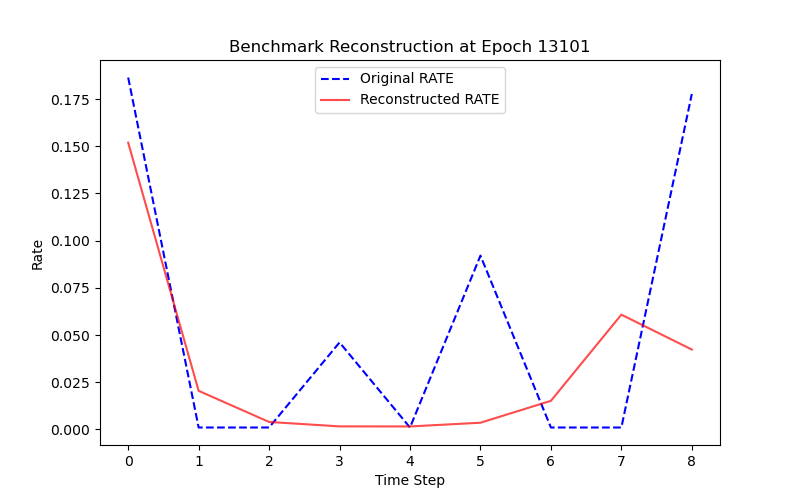 Benchmark Reconstruction at Epoch 13101
Original RATE
Reconstructed RATE
0.175
0.150
0.125
0.100
0.075
0.050
0.025
0.000
Rate
0 1 2 3 4 5 6 7 8
Time Step